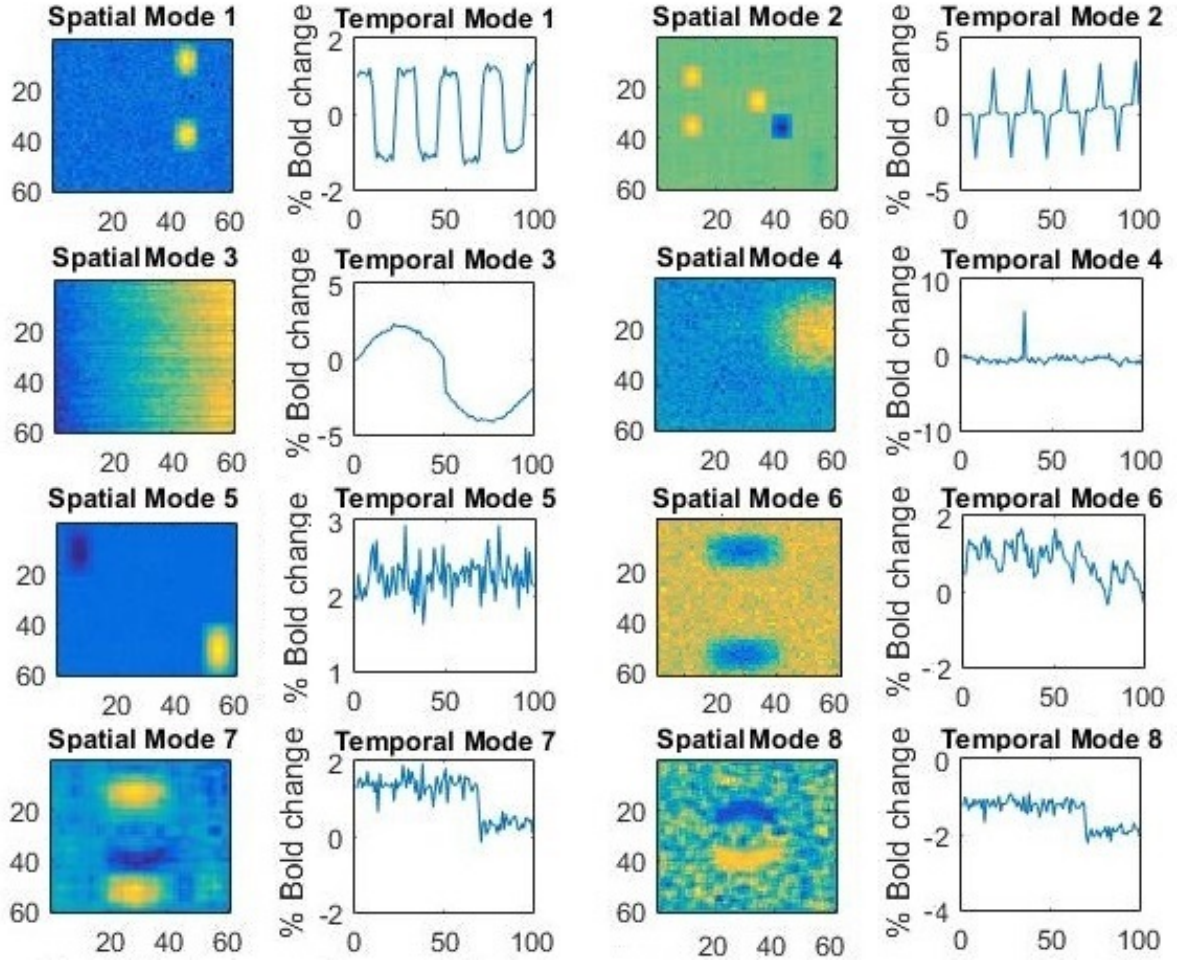 Spatial Mode 1
Temporal Mode 1
Spatial Mode 2
Temporal Mode 2
% Bold change
2
0
-2
% Bold change
5
0
-5
20
40
60
20
40
60
20 40 60
0 50 100
20 40 60
0 50 100
Spatial Mode 3
Temporal Mode 3
Spatial Mode 4
Temporal Mode 4
% Bold change
5
0
-5
% Bold change
10
0
-10
20
40
60
20
40
60
20 40 60
0 50 100
20 40 60
0 50 100
Spatial Mode 5
Temporal Mode 5
Spatial Mode 6
Temporal Mode 6
% Bold change
3
2
1
% Bold change
2
0
-2
20
40
60
20
40
60
20 40 60
0 50 100
20 40 60
0 50 100
Spatial Mode 7
Temporal Mode 7
Spatial Mode 8
Temporal Mode 8
% Bold change
2
0
-2
% Bold change
0
-2
-4
20
40
60
20
40
60
20 40 60
0 50 100
20 40 60
0 50 100